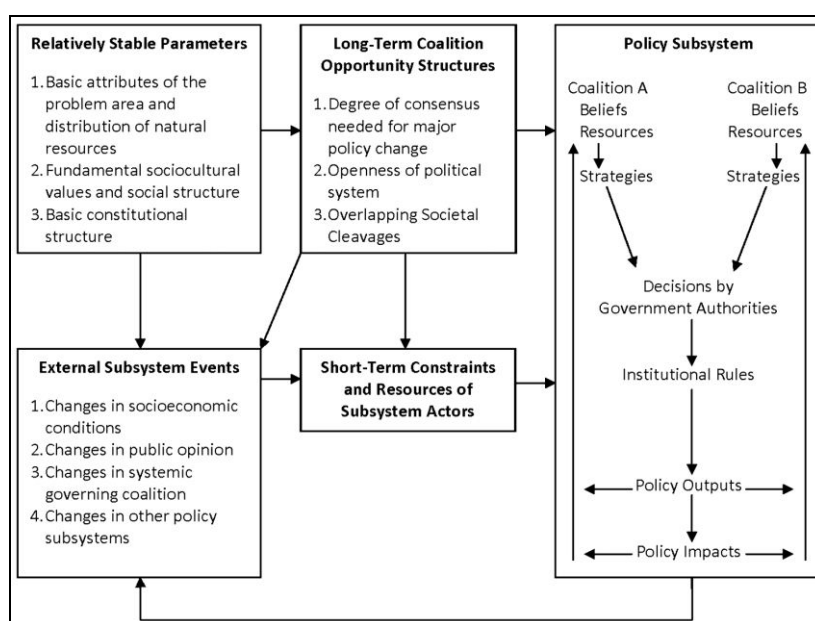 Relatively Stable Parameters
1. Basic attributes of the
problem area and
distribution of natural
resources
2. Fundamental sociocultural
values and social structure
3. Basic constitutional
structure
Long-Term Coalition
Opportunity Structures
1. Degree of consensus
needed for major
policy change
2. Openness of political
system
3. Overlapping Societal
Cleavages
Policy Subsystem
Coalition A
Beliefs
Resources
Strategies
Coalition B
Beliefs
Resources
Strategies
Decisions by
Government Authorities
Institutional Rules
Policy Outputs
Policy Impacts
External Subsystem Events
1. Changes in socioeconomic
conditions
2. Changes in public opinion
3. Changes in systemic
governing coalition
4. Changes in other policy
subsystems
Short-Term Constraints
and Resources of
Subsystem Actors